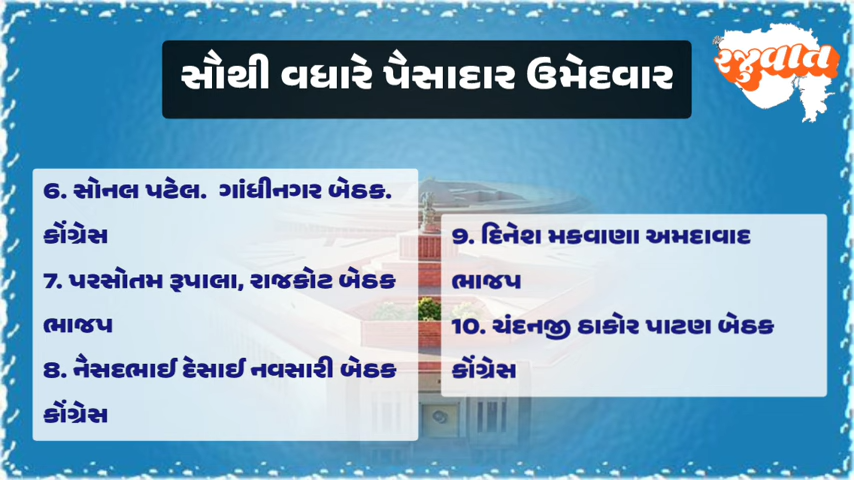 સૌથી વધારે પૈસાદાર ઉમેદવાર
રજુવાત
6. સોનલ પટેલ. ગાંધીનગર બેઠક.
કોંગ્રેસ
7. પરસોતમ રૂપાલા, રાજકોટ બેઠક
ભાજપ
8. નૈસદભાઈ દેસાઈ નવસારી બેઠક
કોંગ્રેસ
9. દિનેશ મકવાણા અમદાવાદ
ભાજપ
10. ચંદનજી ઠાકોર પાટણ બેઠક
કોંગ્રેસ